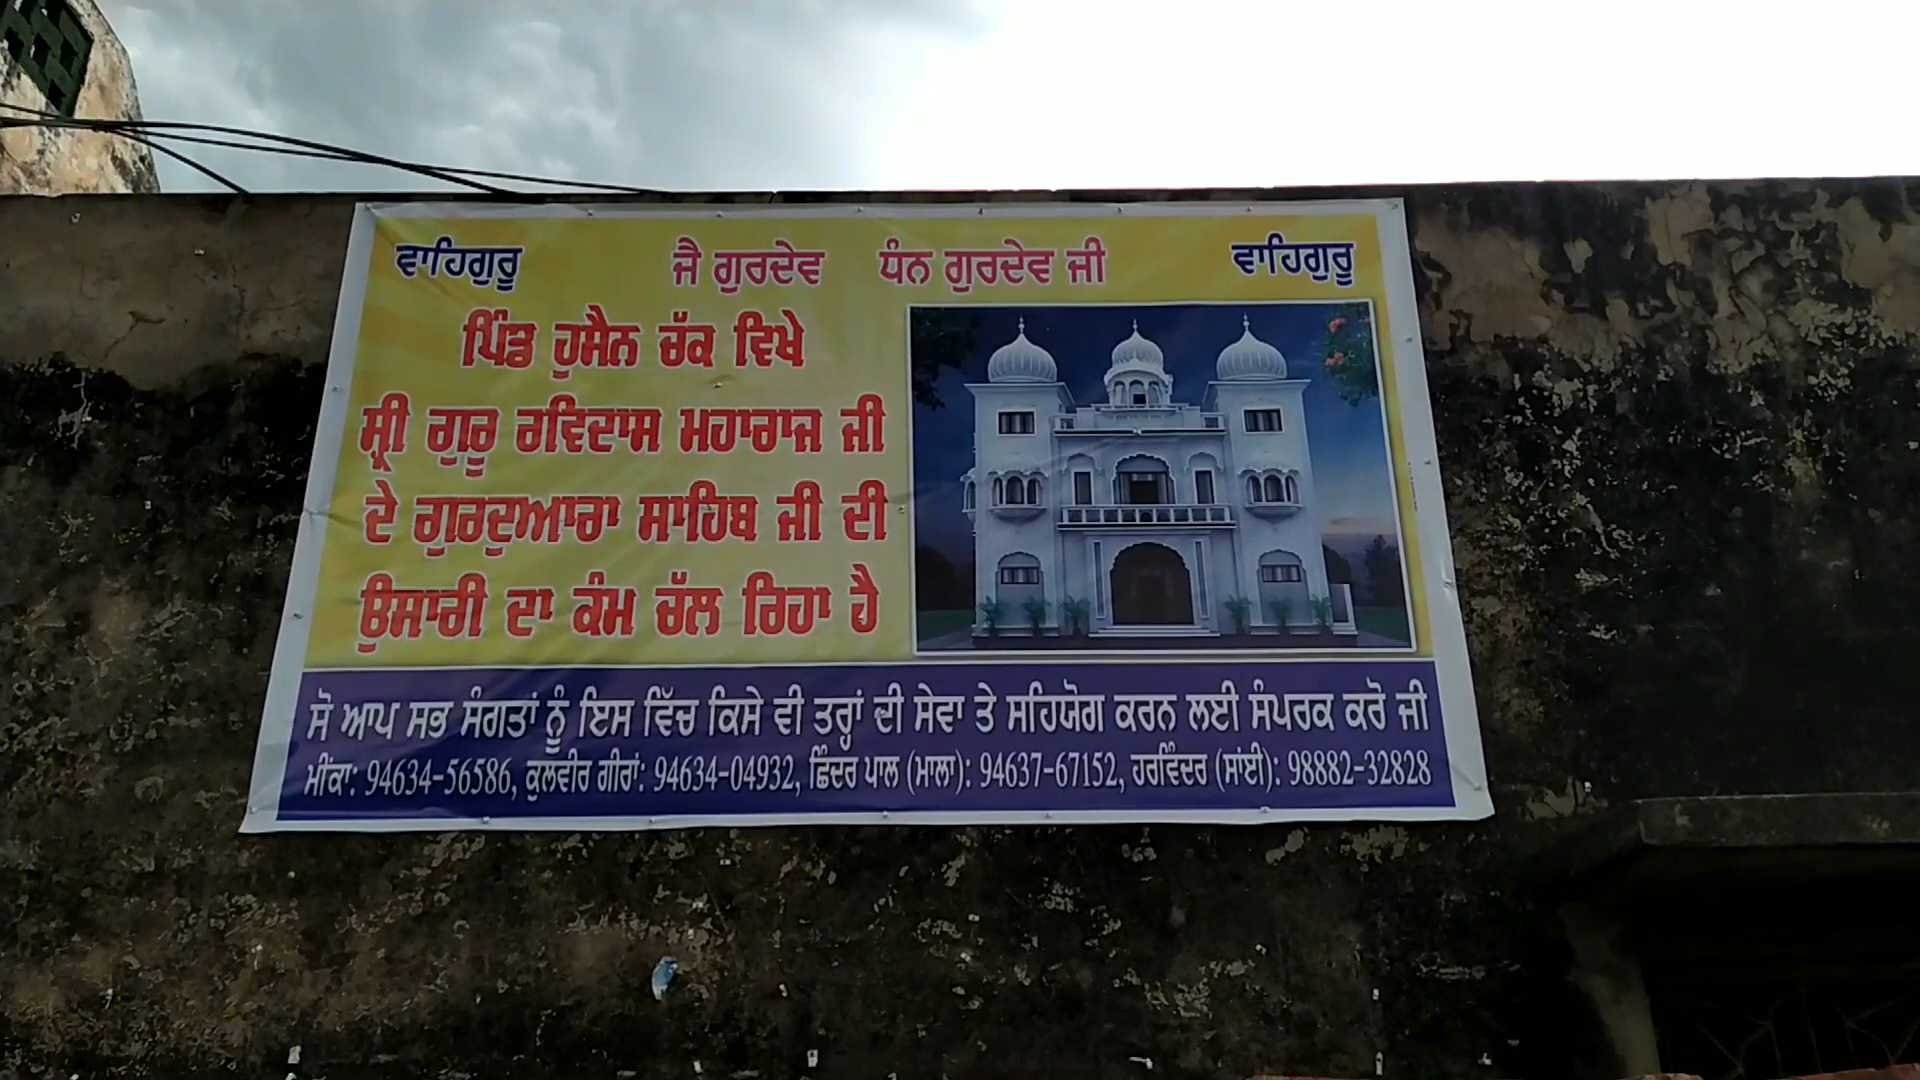 ਵਾਹਿਗੁਰੂ ਜੈ ਗੁਰਦੇਵ ਧੰਨ ਗੁਰਦੇਵ ਜੀ ਵਾਹਿਗੁਰੂ
ਪਿੰਡ ਹੁਸੈਨ ਚੱਕ ਵਿਖੇ
ਸ੍ਰੀ ਗੁਰੂ ਰਵਿਦਾਸ ਮਹਾਰਾਜ ਜੀ
ਦੇ ਗੁਰਦੁਆਰਾ ਸਾਹਿਬ ਜੀ ਦੀ
ਉਸਾਰੀ ਦਾ ਕੰਮ ਚੱਲ ਰਿਹਾ ਹੈ
ਸੋ ਆਪ ਸਭ ਸੰਗਤਾਂ ਨੂੰ ਇਸ ਵਿੱਚ ਕਿਸੇ ਵੀ ਤਰ੍ਹਾਂ ਦੀ ਸੇਵਾ ਤੇ ਸਹਿਯੋਗ ਕਰਨ ਲਈ ਸੰਪਰਕ ਕਰੋ ਜੀ
ਮੀਂਕਾ: 94634-56586, ਕੁਲਵੀਰ ਗੀਰਾਂ: 94634-04932, ਛਿੰਦਰ ਪਾਲ (ਮਾਲਾ): 94637-67152, ਹਰਵਿੰਦਰ (ਸਾਂਈ): 98882-32828